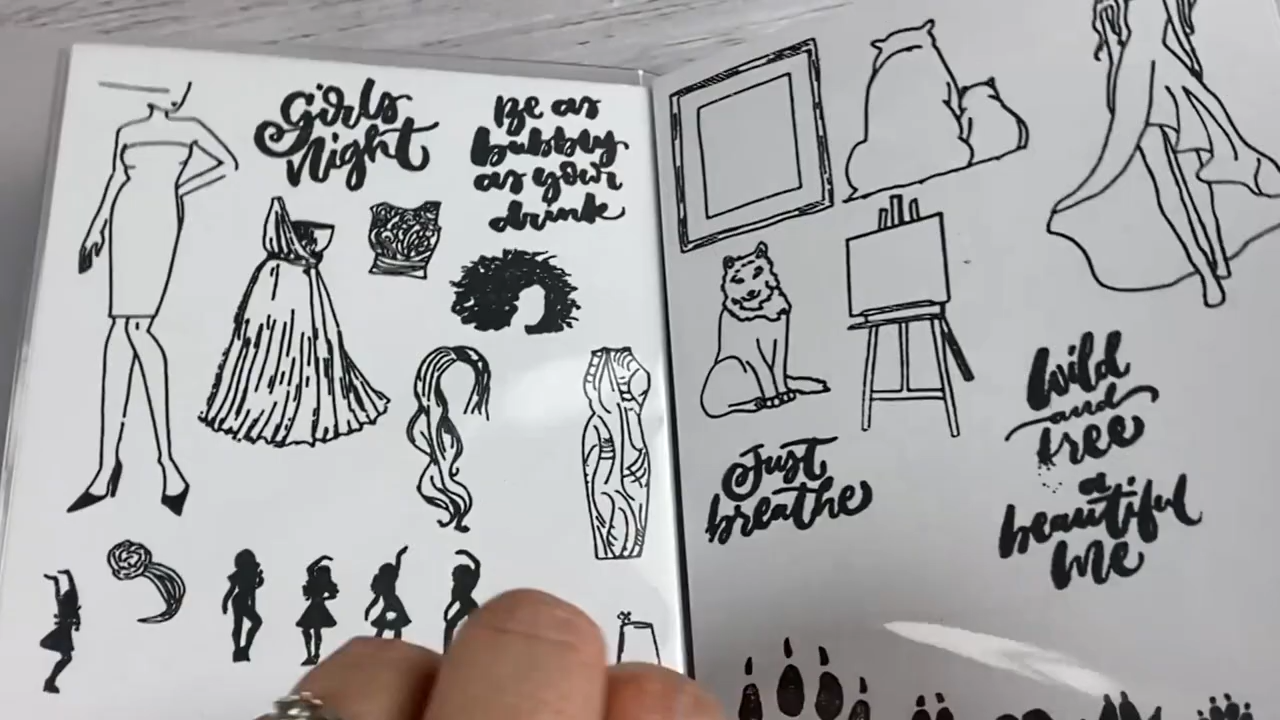 girls
night
Be as
bubbly
as your
drink
Just
breathe
Wild
and
free
a
beautiful
me